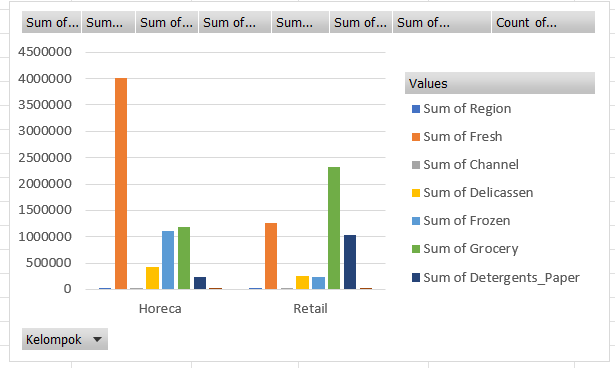 Sum of... Sum... Sum of... Sum of... Sum... Sum of... Sum of... Count of...
4500000
4000000
3500000
3000000
2500000
2000000
1500000
1000000
500000
0
Horeca Retail
Values
Sum of Region
Sum of Fresh
Sum of Channel
Sum of Delicassen
Sum of Frozen
Sum of Grocery
Sum of Detergents_Paper
Kelompok